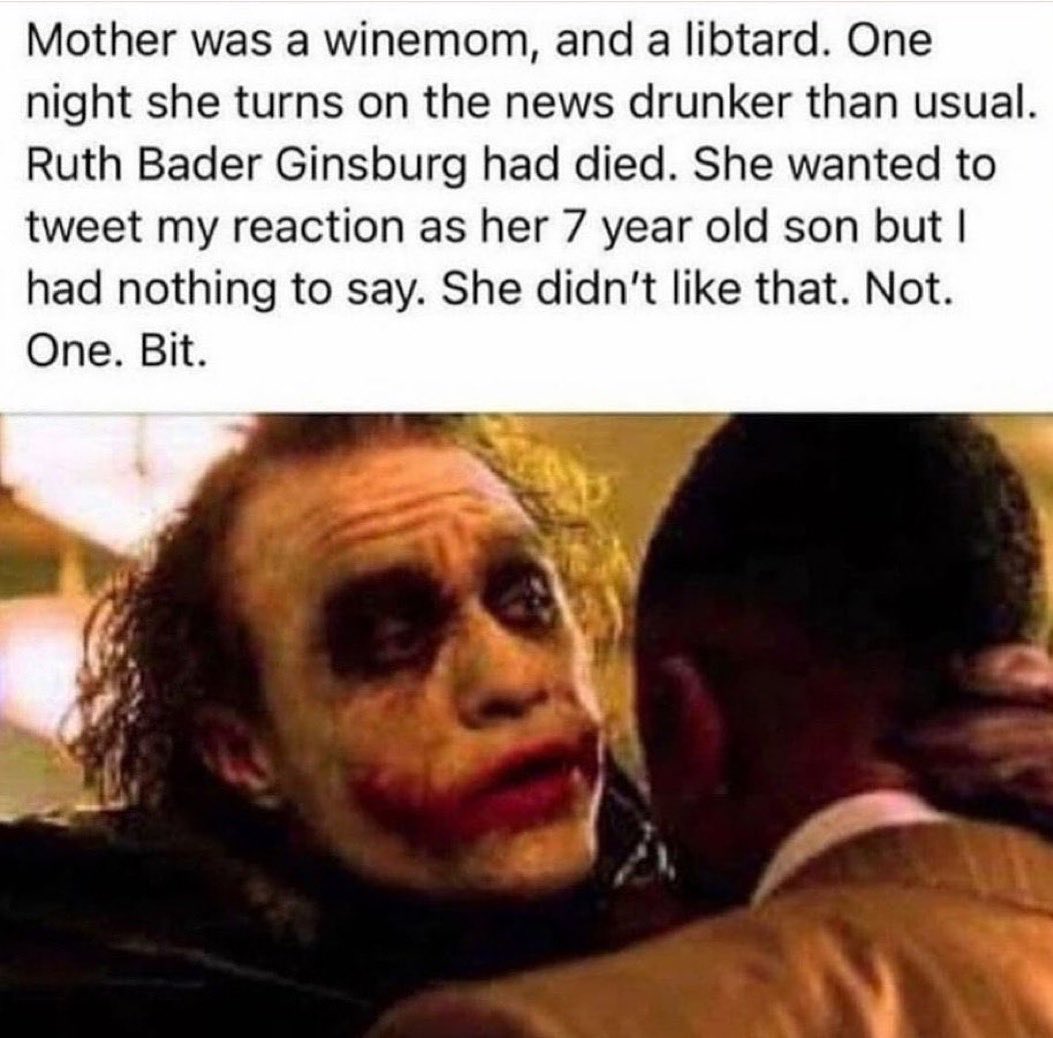 Mother was a winemom, and a libtard. One
night she turns on the news drunker than usual.
Ruth Bader Ginsburg had died. She wanted to
tweet my reaction as her 7 year old son but I
had nothing to say. She didn't like that. Not.
One. Bit.